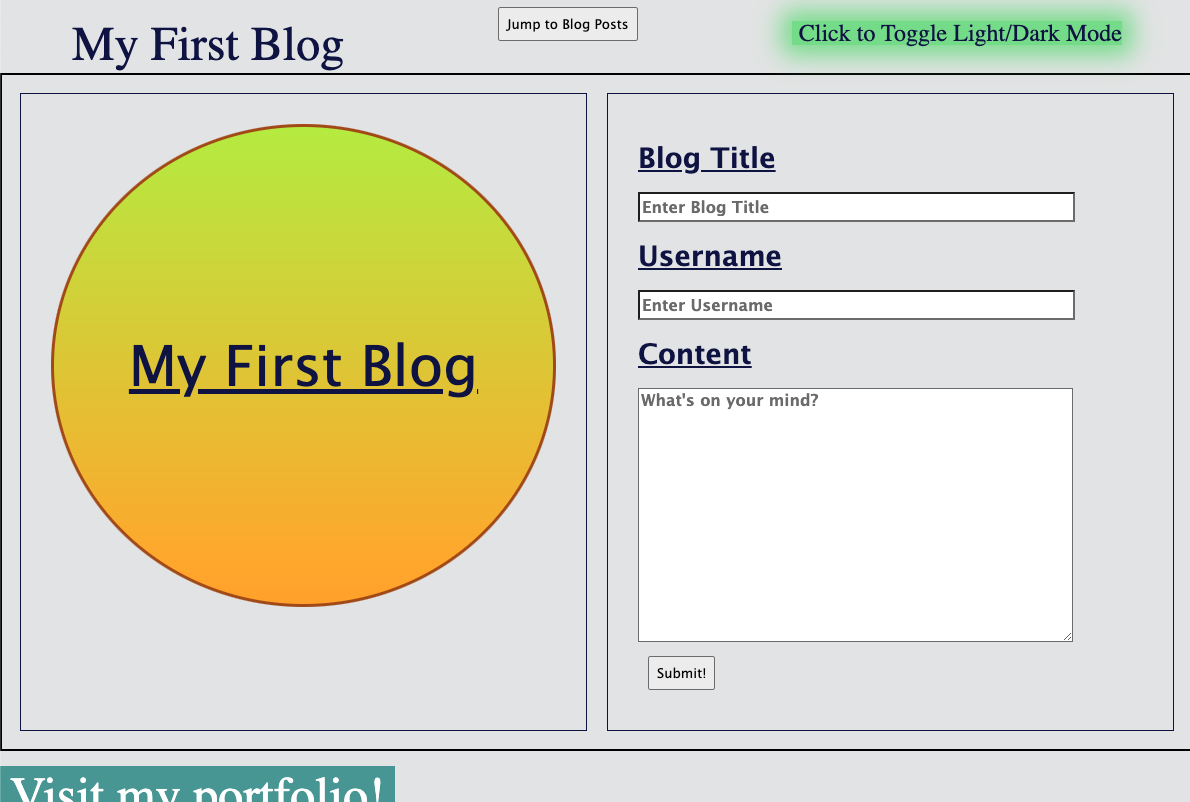 My First Blog
Jump to Blog Posts
Click to Toggle Light/Dark Mode
My First Blog
Blog Title
Enter Blog Title
Username
Enter Username
Content
What's on your mind?
Submit!
Visit my portfolio!